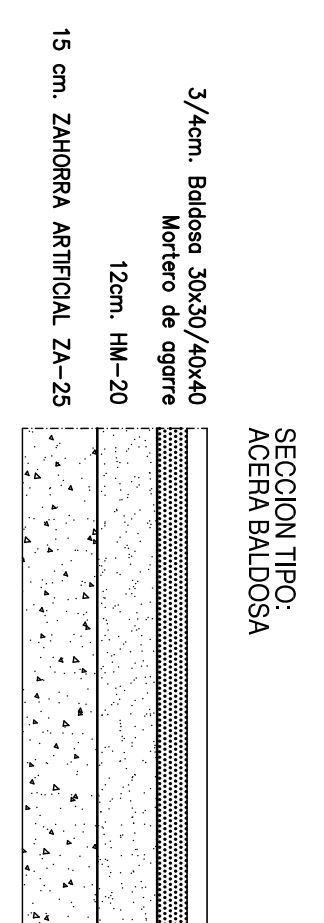 SECCION TIPO:
ACERA BALDOSA
3/4cm. Baldosa 30x30/40x40
Mortero de agarre
12cm. HM-20
15 cm. ZAHORRA ARTIFICIAL ZA-25